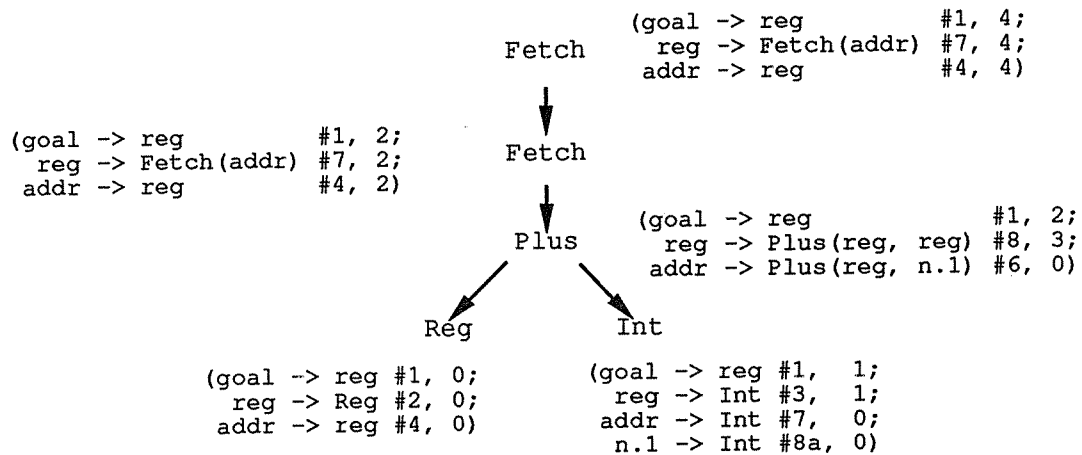 (goal -> reg #1, 4;
reg -> Fetch(addr) #7, 4;
addr -> reg #4, 4)
Fetch
(goal -> reg #1, 2;
reg -> Fetch(addr) #7, 2;
addr -> reg #4, 2)
Fetch
Plus
(goal -> reg #1, 2;
reg -> Plus(reg, reg) #8, 3;
addr -> Plus(reg, n.1) #6, 0)
Reg
Int
(goal -> reg #1, 0;
reg -> Reg #2, 0;
addr -> reg #4, 0)
(goal -> reg #1, 1;
reg -> Int #3, 1;
addr -> Int #7, 0;
n.1 -> Int #8a, 0)